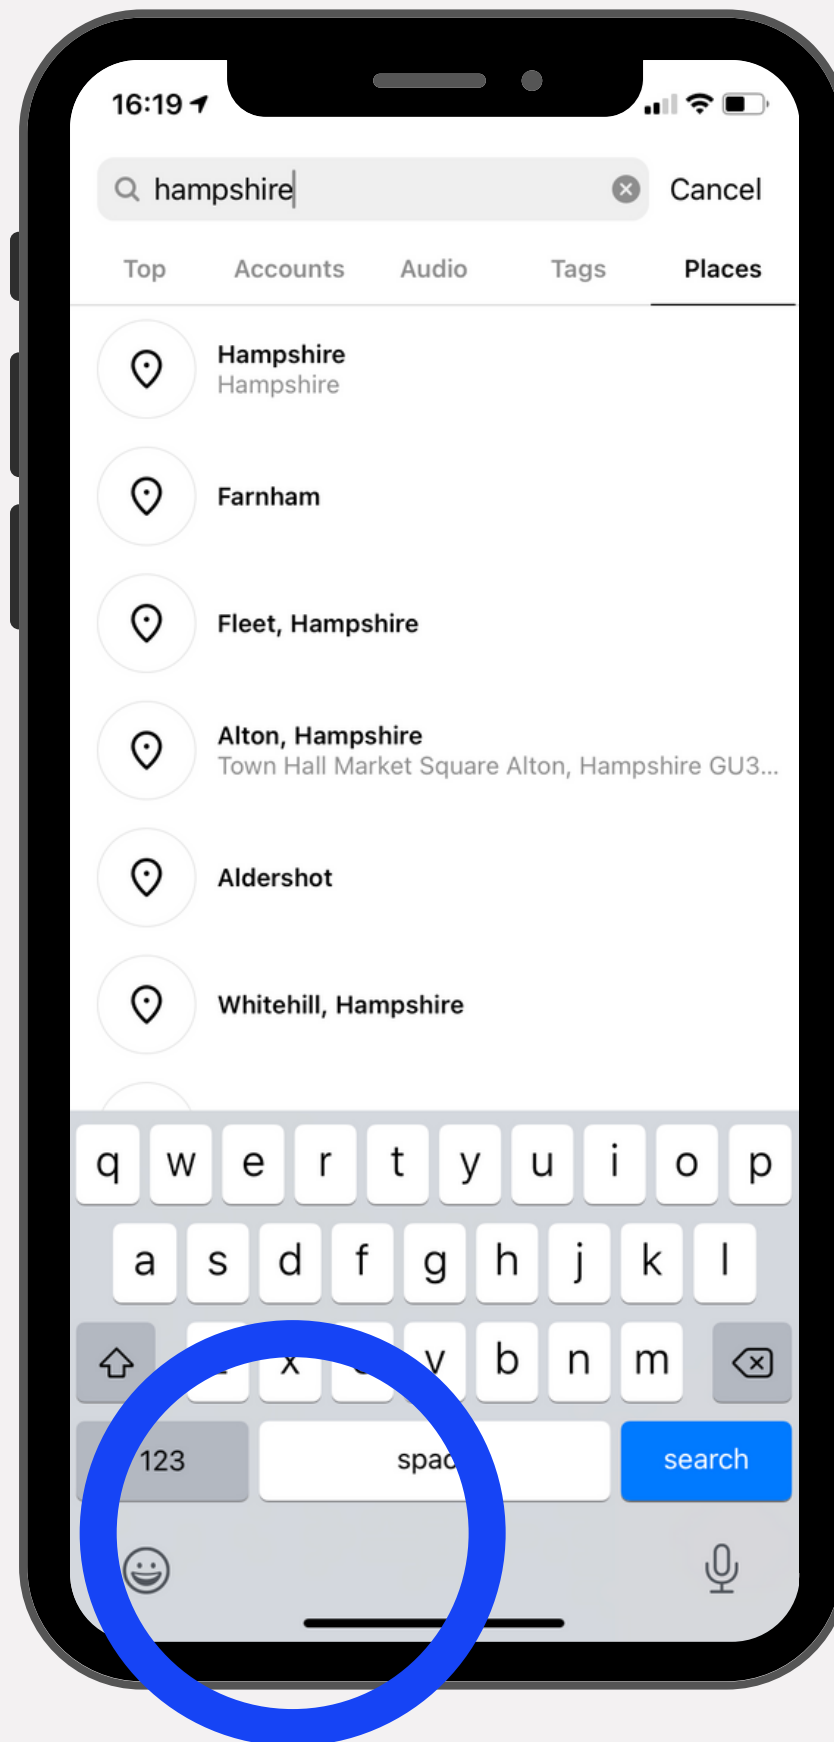 16:19
hampshire Cancel
Top Accounts Audio Tags Places
Hampshire
Hampshire
Farnham
Fleet, Hampshire
Alton, Hampshire
Town Hall Market Square Alton, Hampshire GU3...
Aldershot
Whitehill, Hampshire
q w e r t y u i o p
a s d f g h j k l
x v b n m
123 search